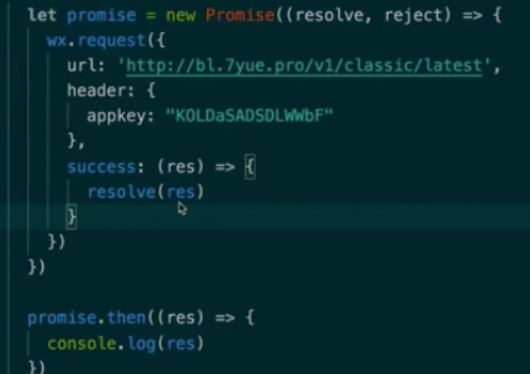 let promise = new Promise((resolve, reject) => {
wx.request({
url: 'http://bl.7yue.pro/v1/classic/latest',
header: {
appkey: "KOLDaSADSDLWWbF"
},
success: (res) => {
resolve(res)
}
})
})
promise.then((res) => {
console.log(res)
})